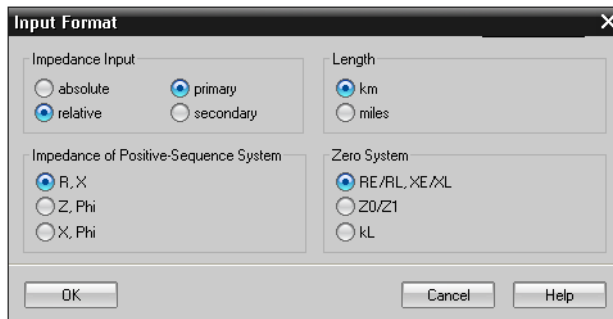 Input Format
Impedance Input
absolute
primary
relative
secondary
Length
km
miles
Impedance of Positive-Sequence System
R, X
Z, Phi
X, Phi
Zero System
RE/RL, XE/XL
Z0/Z1
kL
OK
Cancel
Help